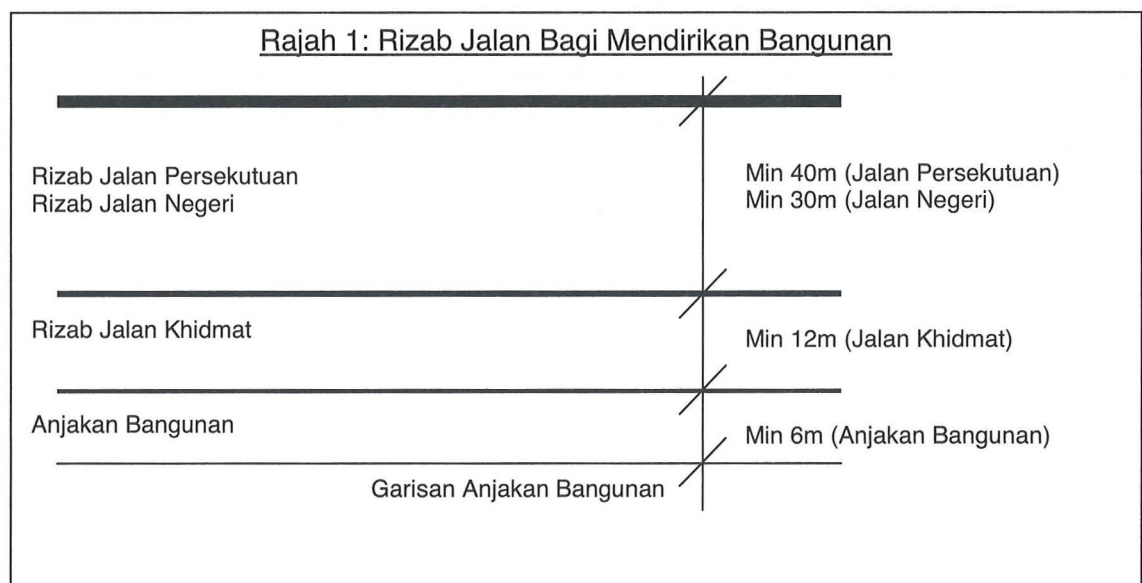 Rajah 1: Rizab Jalan Bagi Mendirikan Bangunan
Rizab Jalan Persekutuan
Rizab Jalan Negeri
Min 40m (Jalan Persekutuan)
Min 30m (Jalan Negeri)
Rizab Jalan Khidmat
Min 12m (Jalan Khidmat)
Anjakan Bangunan
Min 6m (Anjakan Bangunan)
Garisan Anjakan Bangunan